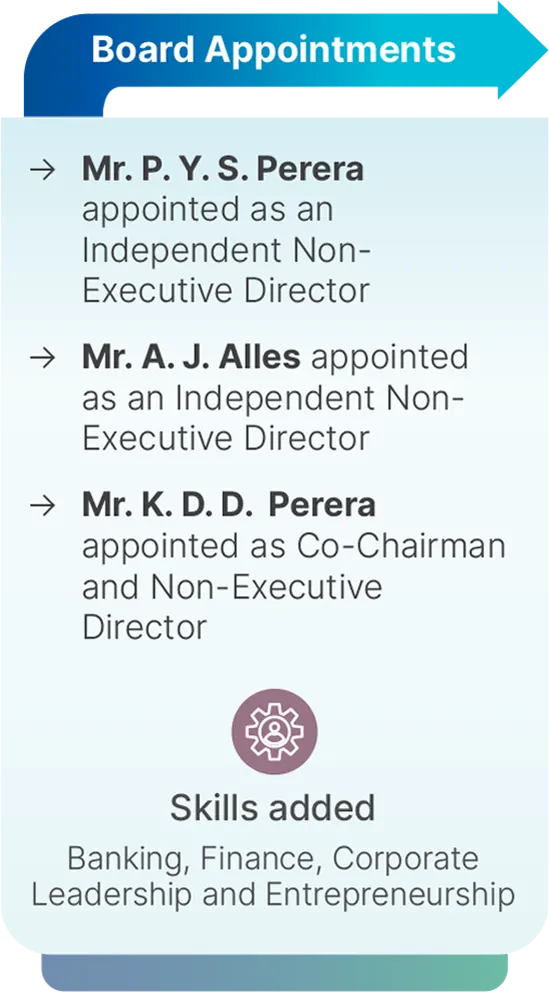 Board Appointments
→ Mr. P. Y. S. Perera
appointed as an
Independent Non-
Executive Director
→ Mr. A. J. Alles appointed
as an Independent Non-
Executive Director
→ Mr. K. D. D. Perera
appointed as Co-Chairman
and Non-Executive
Director
Skills added
Banking, Finance, Corporate
Leadership and Entrepreneurship